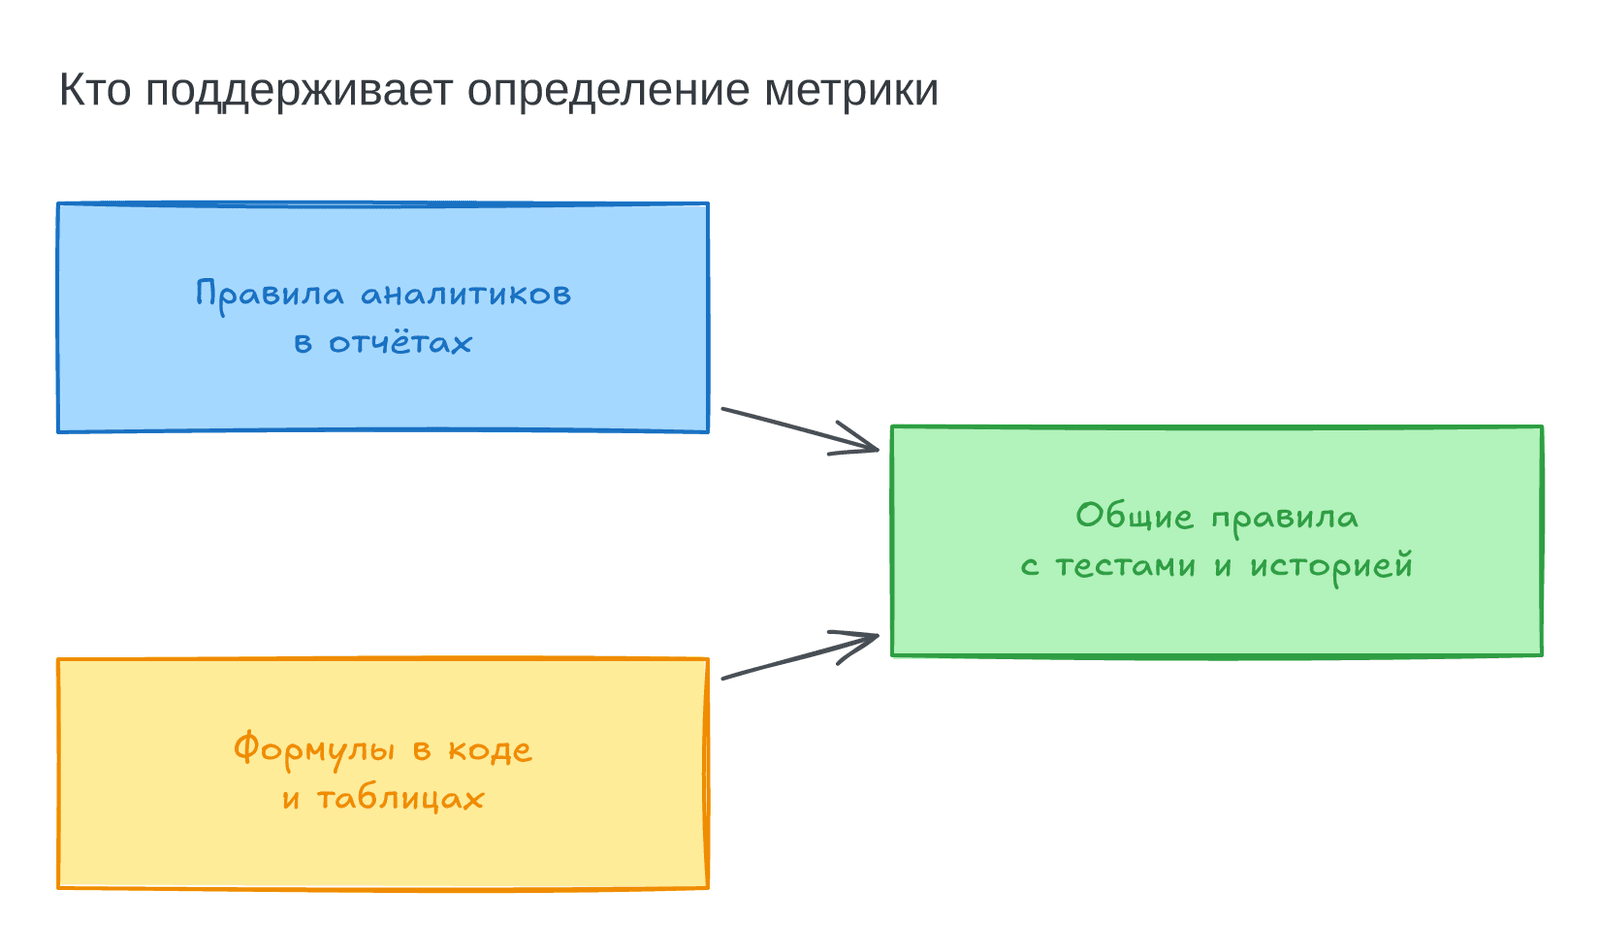 Кто поддерживает определение метрики
Правила аналитиков
в отчётах
Общие правила
с тестами и историей
Формулы в коде
и таблицах